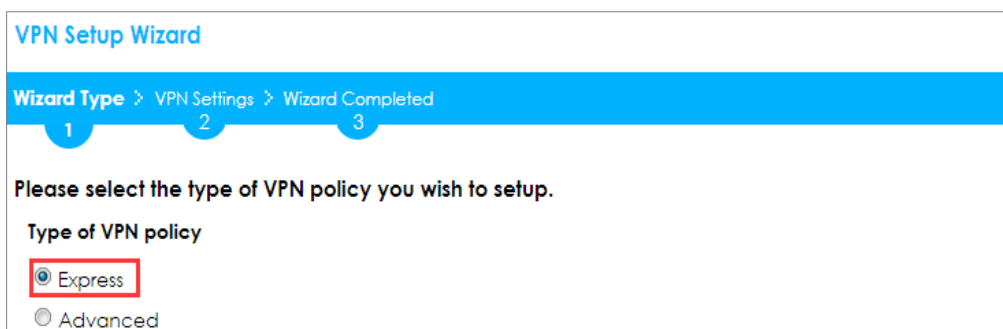 VPN Setup Wizard
Wizard Type > VPN Settings > Wizard Completed
1 2 3
Please select the type of VPN policy you wish to setup.
Type of VPN policy
Express
Advanced